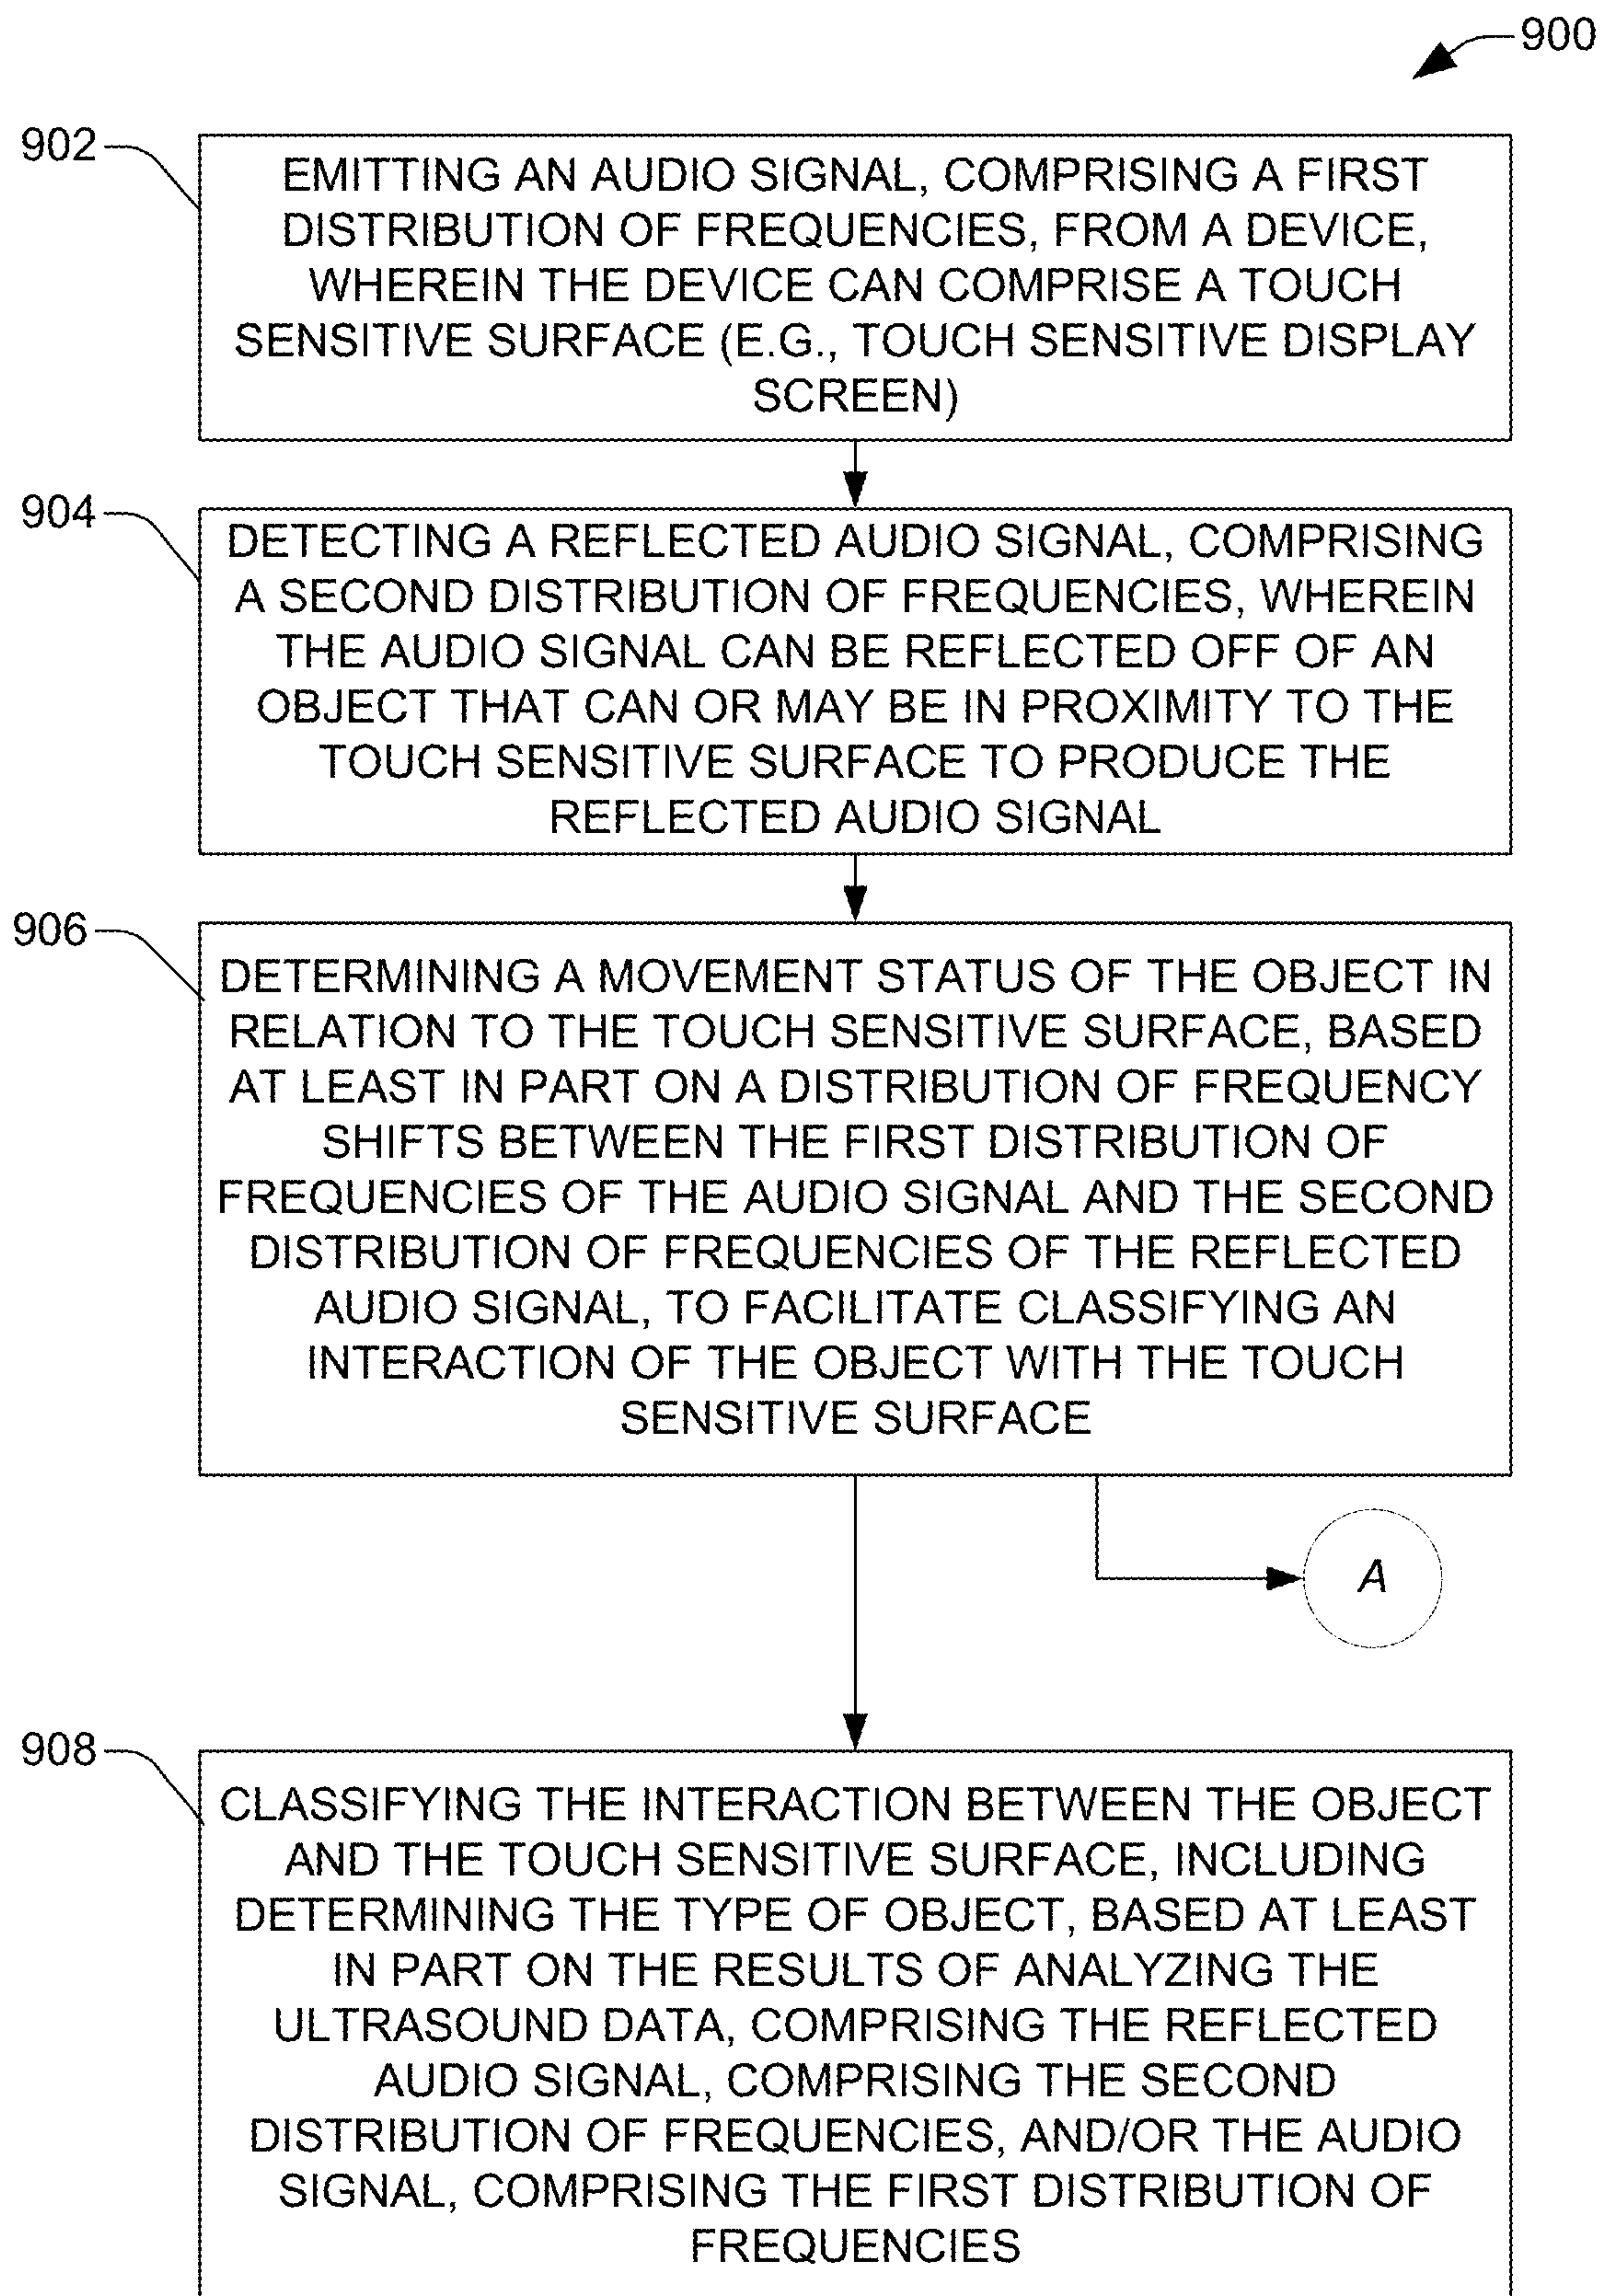 900
902
EMITTING AN AUDIO SIGNAL, COMPRISING A FIRST
DISTRIBUTION OF FREQUENCIES, FROM A DEVICE,
WHEREIN THE DEVICE CAN COMPRISE A TOUCH
SENSITIVE SURFACE (E.G., TOUCH SENSITIVE DISPLAY
SCREEN)
904
DETECTING A REFLECTED AUDIO SIGNAL, COMPRISING
A SECOND DISTRIBUTION OF FREQUENCIES, WHEREIN
THE AUDIO SIGNAL CAN BE REFLECTED OFF OF AN
OBJECT THAT CAN OR MAY BE IN PROXIMITY TO THE
TOUCH SENSITIVE SURFACE TO PRODUCE THE
REFLECTED AUDIO SIGNAL
906
DETERMINING A MOVEMENT STATUS OF THE OBJECT IN
RELATION TO THE TOUCH SENSITIVE SURFACE, BASED
AT LEAST IN PART ON A DISTRIBUTION OF FREQUENCY
SHIFTS BETWEEN THE FIRST DISTRIBUTION OF
FREQUENCIES OF THE AUDIO SIGNAL AND THE SECOND
DISTRIBUTION OF FREQUENCIES OF THE REFLECTED
AUDIO SIGNAL, TO FACILITATE CLASSIFYING AN
INTERACTION OF THE OBJECT WITH THE TOUCH
SENSITIVE SURFACE
A
908
CLASSIFYING THE INTERACTION BETWEEN THE OBJECT
AND THE TOUCH SENSITIVE SURFACE, INCLUDING
DETERMINING THE TYPE OF OBJECT, BASED AT LEAST
IN PART ON THE RESULTS OF ANALYZING THE
ULTRASOUND DATA, COMPRISING THE REFLECTED
AUDIO SIGNAL, COMPRISING THE SECOND
DISTRIBUTION OF FREQUENCIES, AND/OR THE AUDIO
SIGNAL, COMPRISING THE FIRST DISTRIBUTION OF
FREQUENCIES